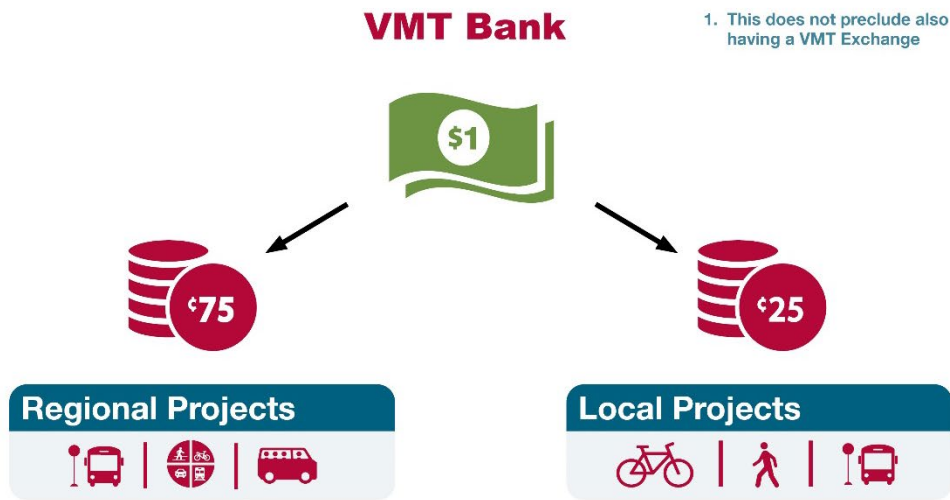 VMT Bank
1. This does not preclude also
having a VMT Exchange
$1
¢75
¢25
Regional Projects
Local Projects